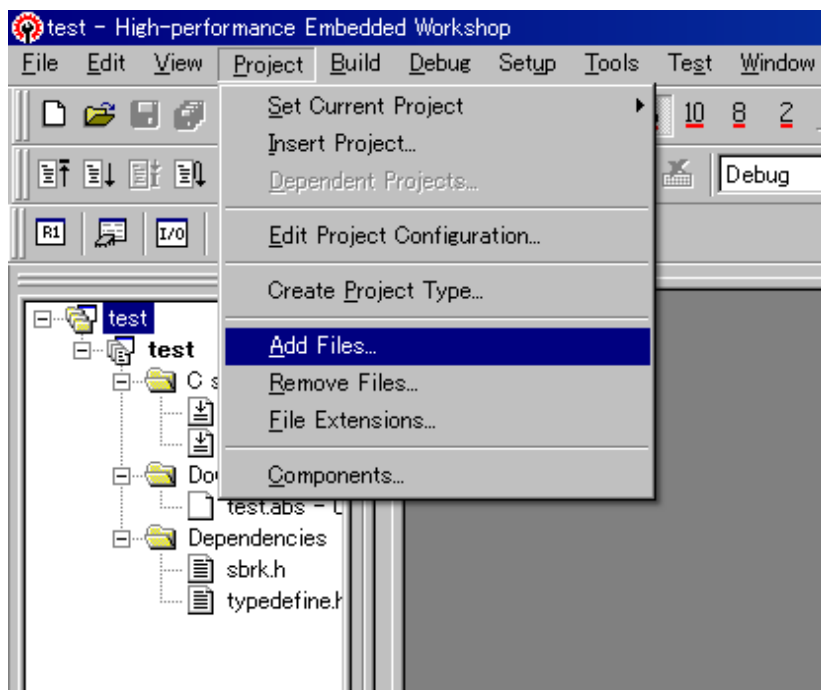 test - High-performance Embedded Workshop
File Edit View Project Build Debug Setup Tools Test Window
Set Current Project
10 8 2
Insert Project...
Dependent Projects...
Debug
R1 I/O
Edit Project Configuration...
Create Project Type...
test
Add Files...
test
Remove Files...
C s
File Extensions...
Components...
Dow
test.abs -
Dependencies
sbrk.h
typedefine.h